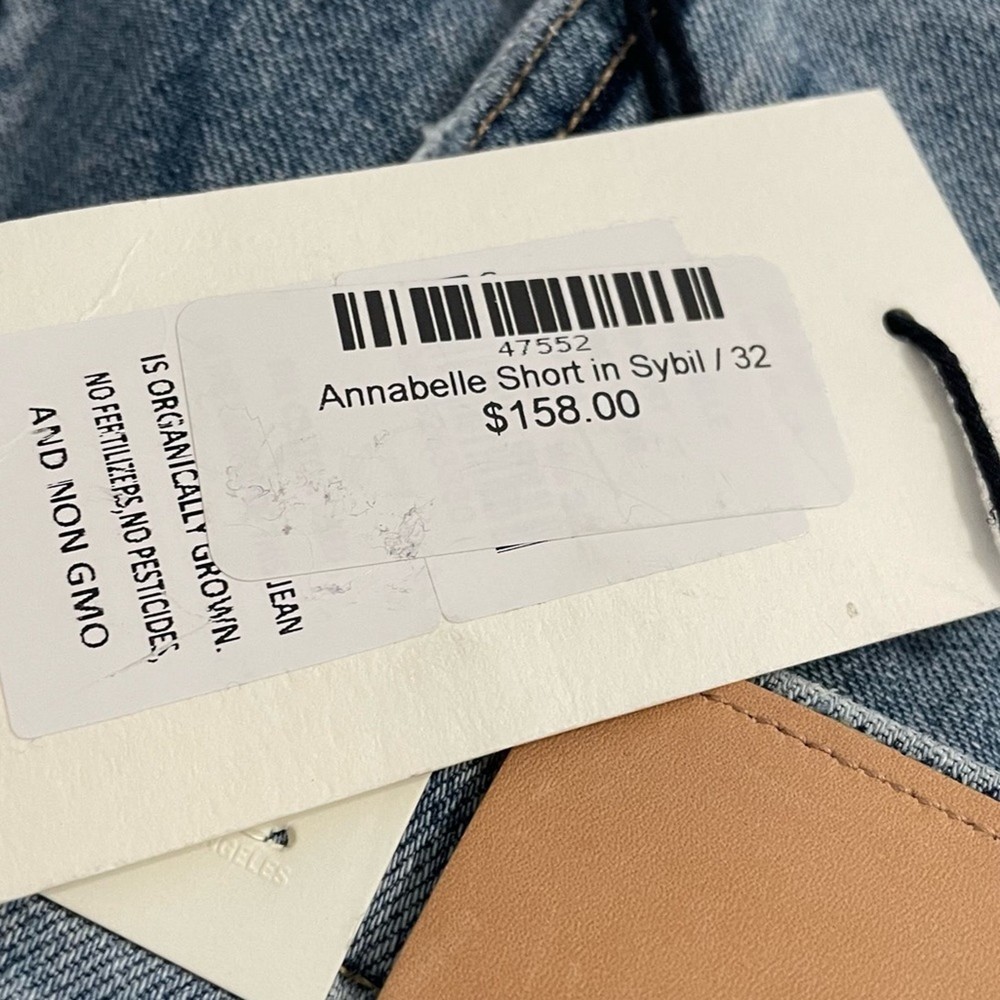 47552
Annabelle Short in Sybil / 32
$158.00
JEAN
IS ORGANICALLY GROWN.
NO FERTILIZERS, NO PESTICIDES,
AND NON GMO